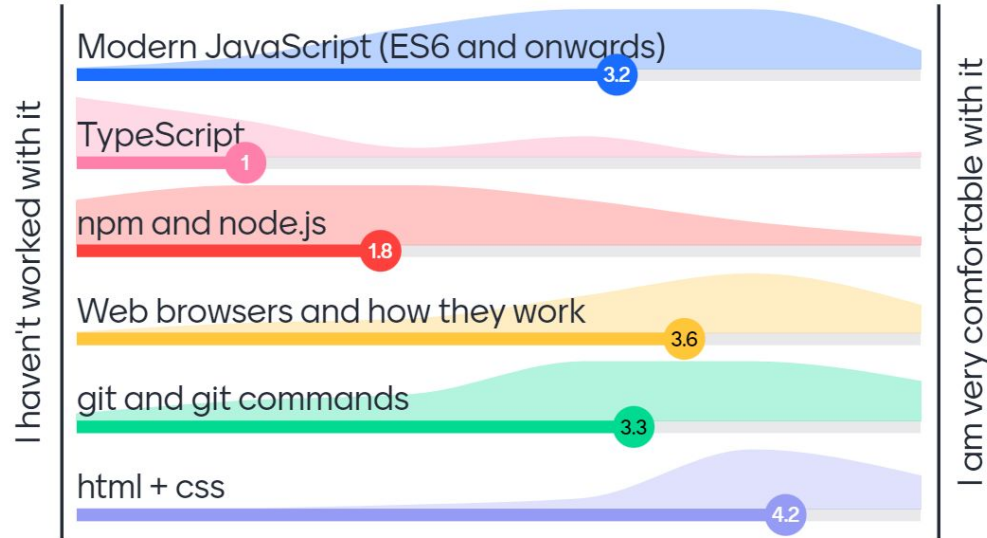 I haven't worked with it
Modern JavaScript (ES6 and onwards)
3.2
TypeScript
1
npm and node.js
1.8
Web browsers and how they work
3.6
git and git commands
3.3
html + css
4.2
I am very comfortable with it